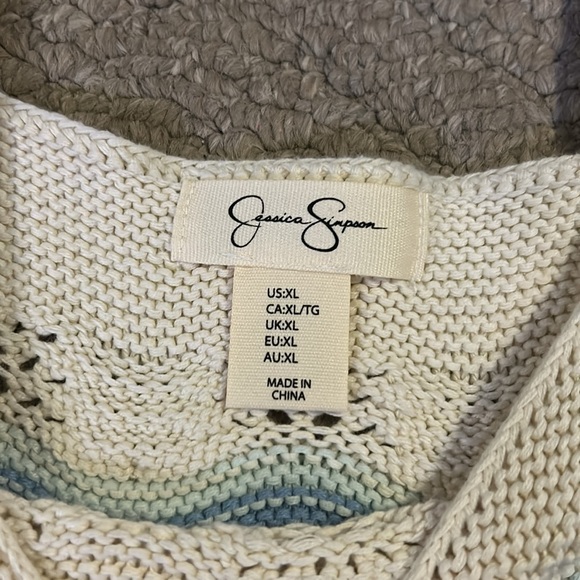 Jessica Simpson
US:XL
CA:XL/TG
UK:XL
EU:XL
AU:XL
MADE IN
CHINA